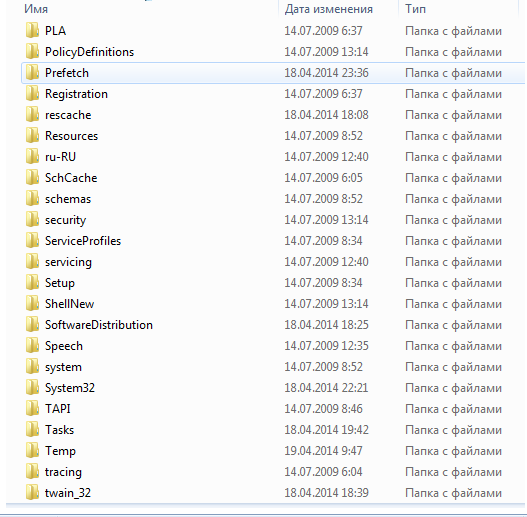 Имя Дата изменения Тип
PLA 14.07.2009 6:37 Папка с файлами
PolicyDefinitions 14.07.2009 13:14 Папка с файлами
Prefetch 18.04.2014 23:36 Папка с файлами
Registration 14.07.2009 6:37 Папка с файлами
rescache 18.04.2014 18:08 Папка с файлами
Resources 14.07.2009 8:52 Папка с файлами
ru-RU 14.07.2009 12:40 Папка с файлами
SchCache 14.07.2009 6:05 Папка с файлами
schemas 14.07.2009 8:52 Папка с файлами
security 14.07.2009 13:14 Папка с файлами
ServiceProfiles 14.07.2009 8:34 Папка с файлами
servicing 14.07.2009 12:40 Папка с файлами
Setup 14.07.2009 8:34 Папка с файлами
ShellNew 14.07.2009 13:14 Папка с файлами
SoftwareDistribution 18.04.2014 18:25 Папка с файлами
Speech 14.07.2009 12:35 Папка с файлами
system 14.07.2009 8:52 Папка с файлами
System32 18.04.2014 22:21 Папка с файлами
TAPI 14.07.2009 8:46 Папка с файлами
Tasks 18.04.2014 19:42 Папка с файлами
Temp 19.04.2014 9:47 Папка с файлами
tracing 14.07.2009 6:04 Папка с файлами
twain_32 18.04.2014 18:39 Папка с файлами